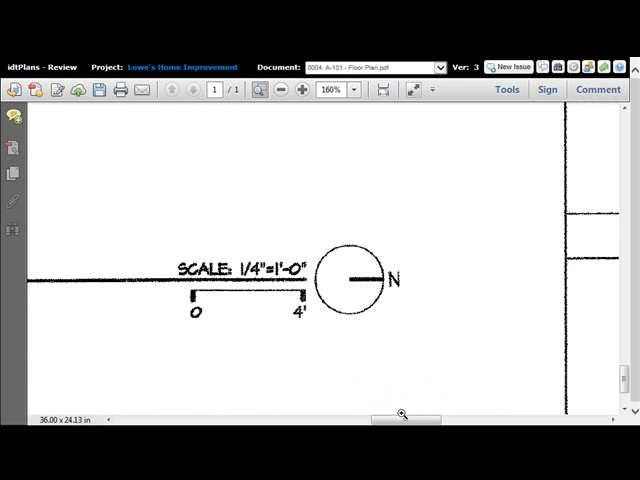 idtPlans - Review Project: Lowe's Home Improvement Document: 0004. A-101 - Floor Plan.pdf Ver: 3 New Issue
1 / 1 160% Tools Sign Comment
SCALE: 1/4"=1'-0"
N
0 4'
36.00 x 24.13 in